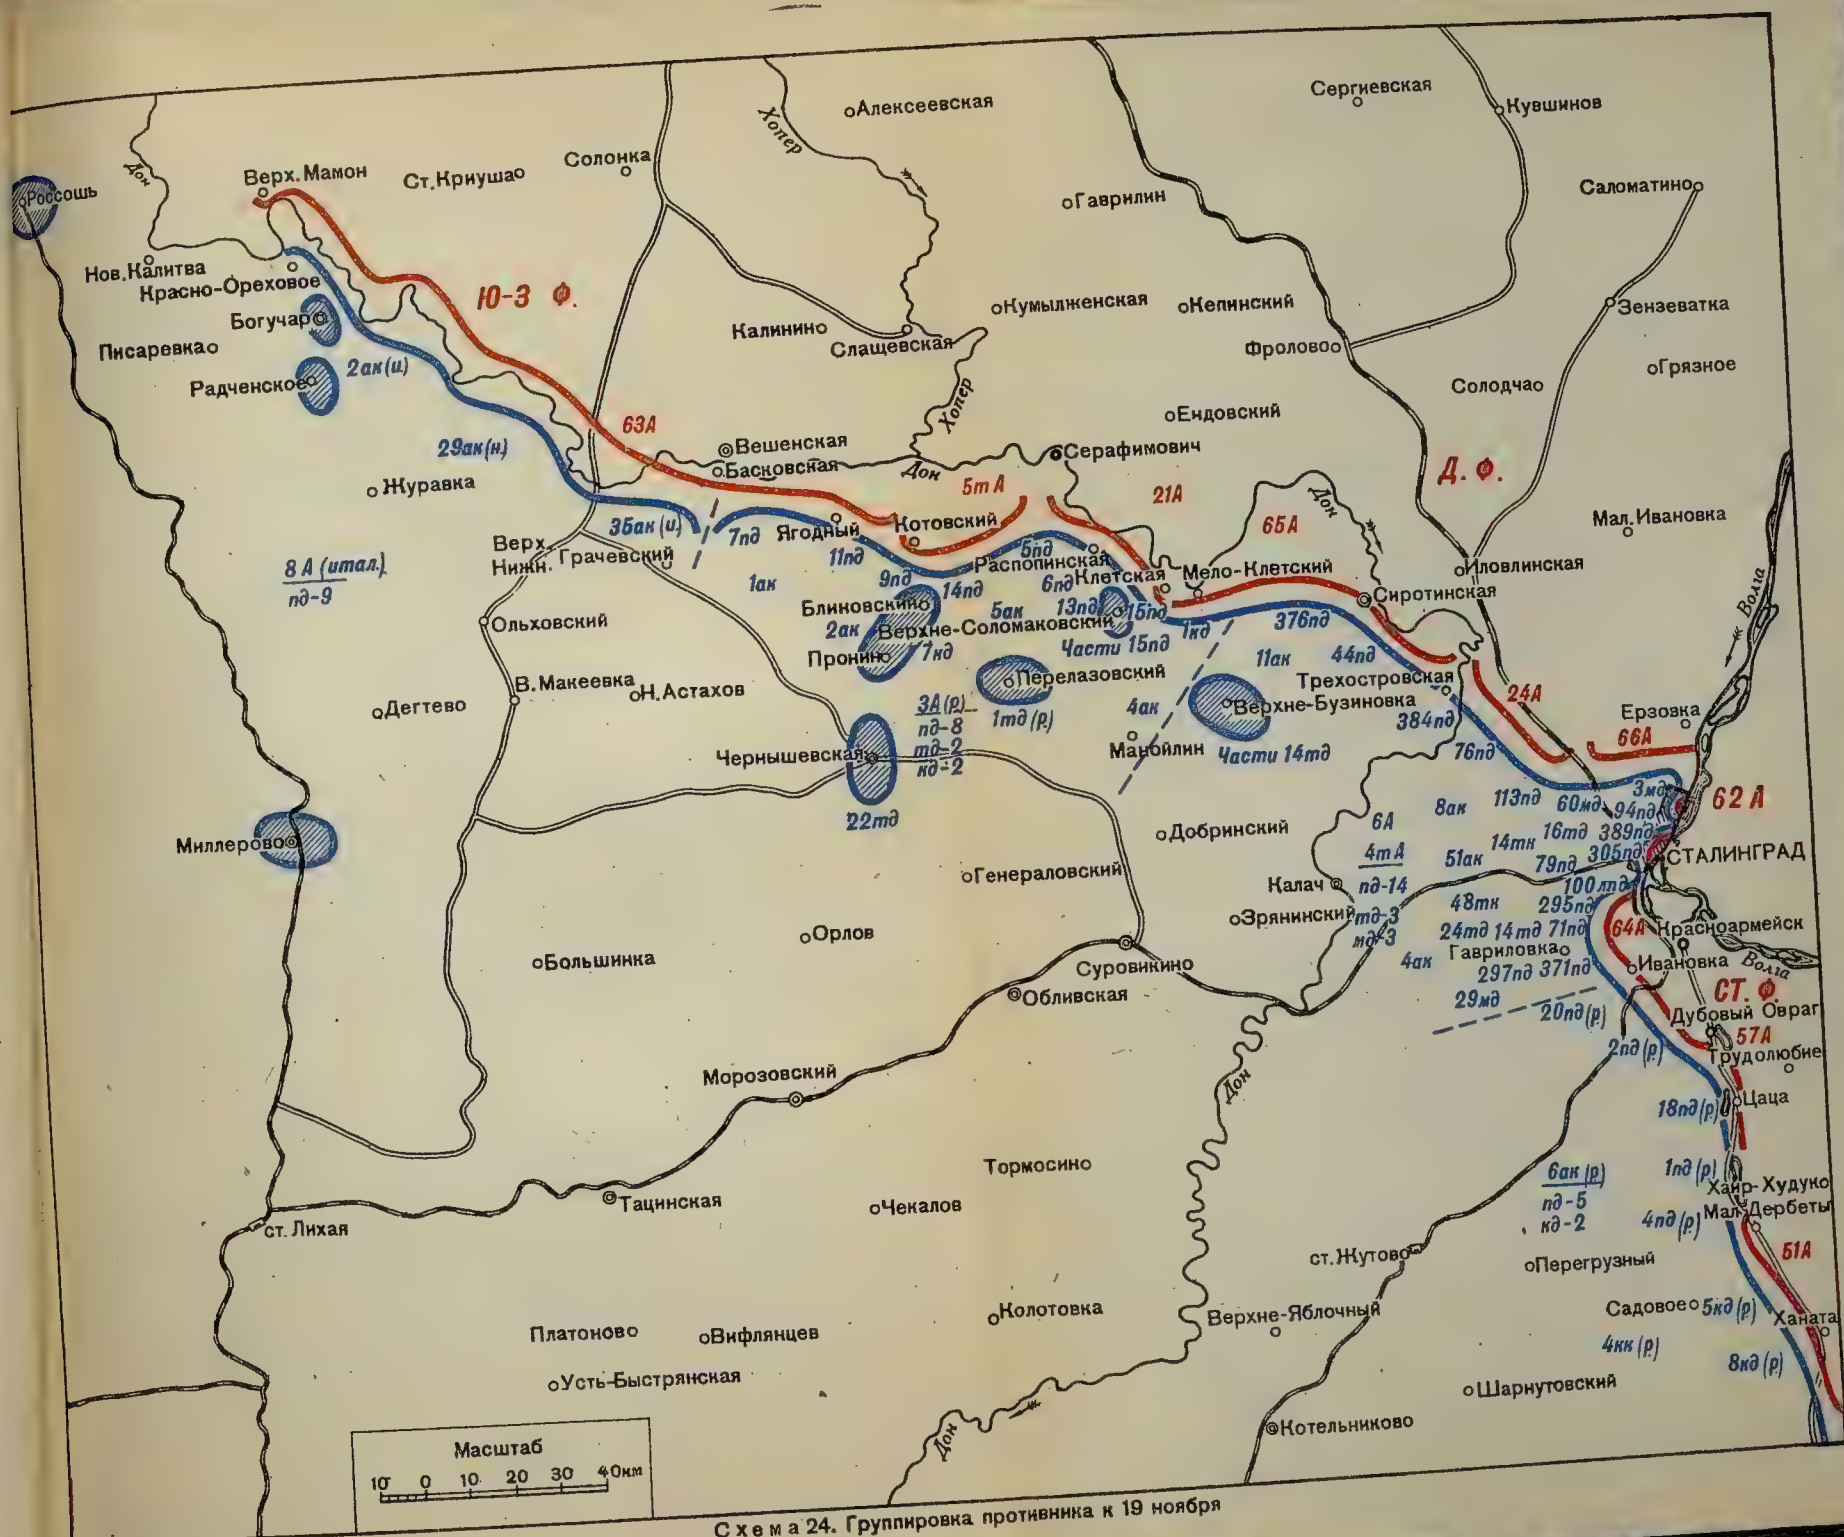 Алексеевская
Сергиевская
Кувшинов
Хопер
Солонка
Ст.Криуша
Верх.Мамон
Дон
Россошь
Гаврилин
Саломатино
Нов.Калитва
Красно-Ореховое
Ю-З Ф.
Кумылженская
Кепинский
Зензеватка
Богучар
Калинино
Слащевская
Фролово
Писаревка
2ак(и.)
Радченское
Солодча
Грязное
Хопер
Ендовский
63А
29ак(н.)
Вешенская
Басковская
Дон
Серафимович
Д. Ф.
Журавка
5тА
21А
Дон
65А
Мал.Ивановка
35ак(и.)
7пд
Ягодный
Котовский
Верх.
Нижн. Грачевский
11пд
5пд
Распопинская
8А (итал.)
пд-9
1ак
9пд
14пд
6пд
Клетская
Мело-Клетский
Иловлинская
Сиротинская
Волга
Блиновский
5ак
13пд
15пд
2ак
Верхне-Соломаковский
1кд
376пд
Ольховский
Пронин
7кд
Части 15пд
11ак
44пд
В.Макеевка
Н.Астахов
Перелазовский
Трехостровская
24А
Дегтево
3А(р.)
пд-8
тд-2
кд-2
1тд(р.)
4ак
Верхне-Бузиновка
384пд
Ерзовка
66А
Чернышевская
Манойлин
Части 14тд
76пд
22тд
3мд
62А
8ак
113пд
60мд
94пд
Миллерово
Добринский
6А
16тд
389пд
4тА
пд-14
тд-3
мд-3
14тк
51ак
79пд
305пд
СТАЛИНГРАД
Генераловский
Калач
100лпд
48тк
295пд
Зрянинский
24тд
14тд
71пд
64А
Красноармейск
Орлов
Гавриловка
4ак
Большинка
Суровикино
297пд
371пд
Ивановка
Волга
Обливская
29мд
20пд(р.)
СТ. Ф.
Дубовый Овраг
57А
2пд(р.)
Трудолюбие
Морозовский
Дон
18пд(р.)
Цаца
Тормосино
6ак(р.)
пд-5
кд-2
1пд(р.)
Ханр-Худуко
Тацинская
Чекалов
4пд(р.)
Мал.Дербеты
ст.Лихая
ст.Жутово
Перегрузный
51А
Колотовка
Верхне-Яблочный
Садовое
5кд(р.)
Ханата
Платоново
Вифлянцев
4кк(р.)
8кд(р.)
Усть-Быстрянская
Шарнутовский
Котельниково
Дон
Масштаб
10 0 10 20 30 40км
Схема 24. Группировка противника к 19 ноября